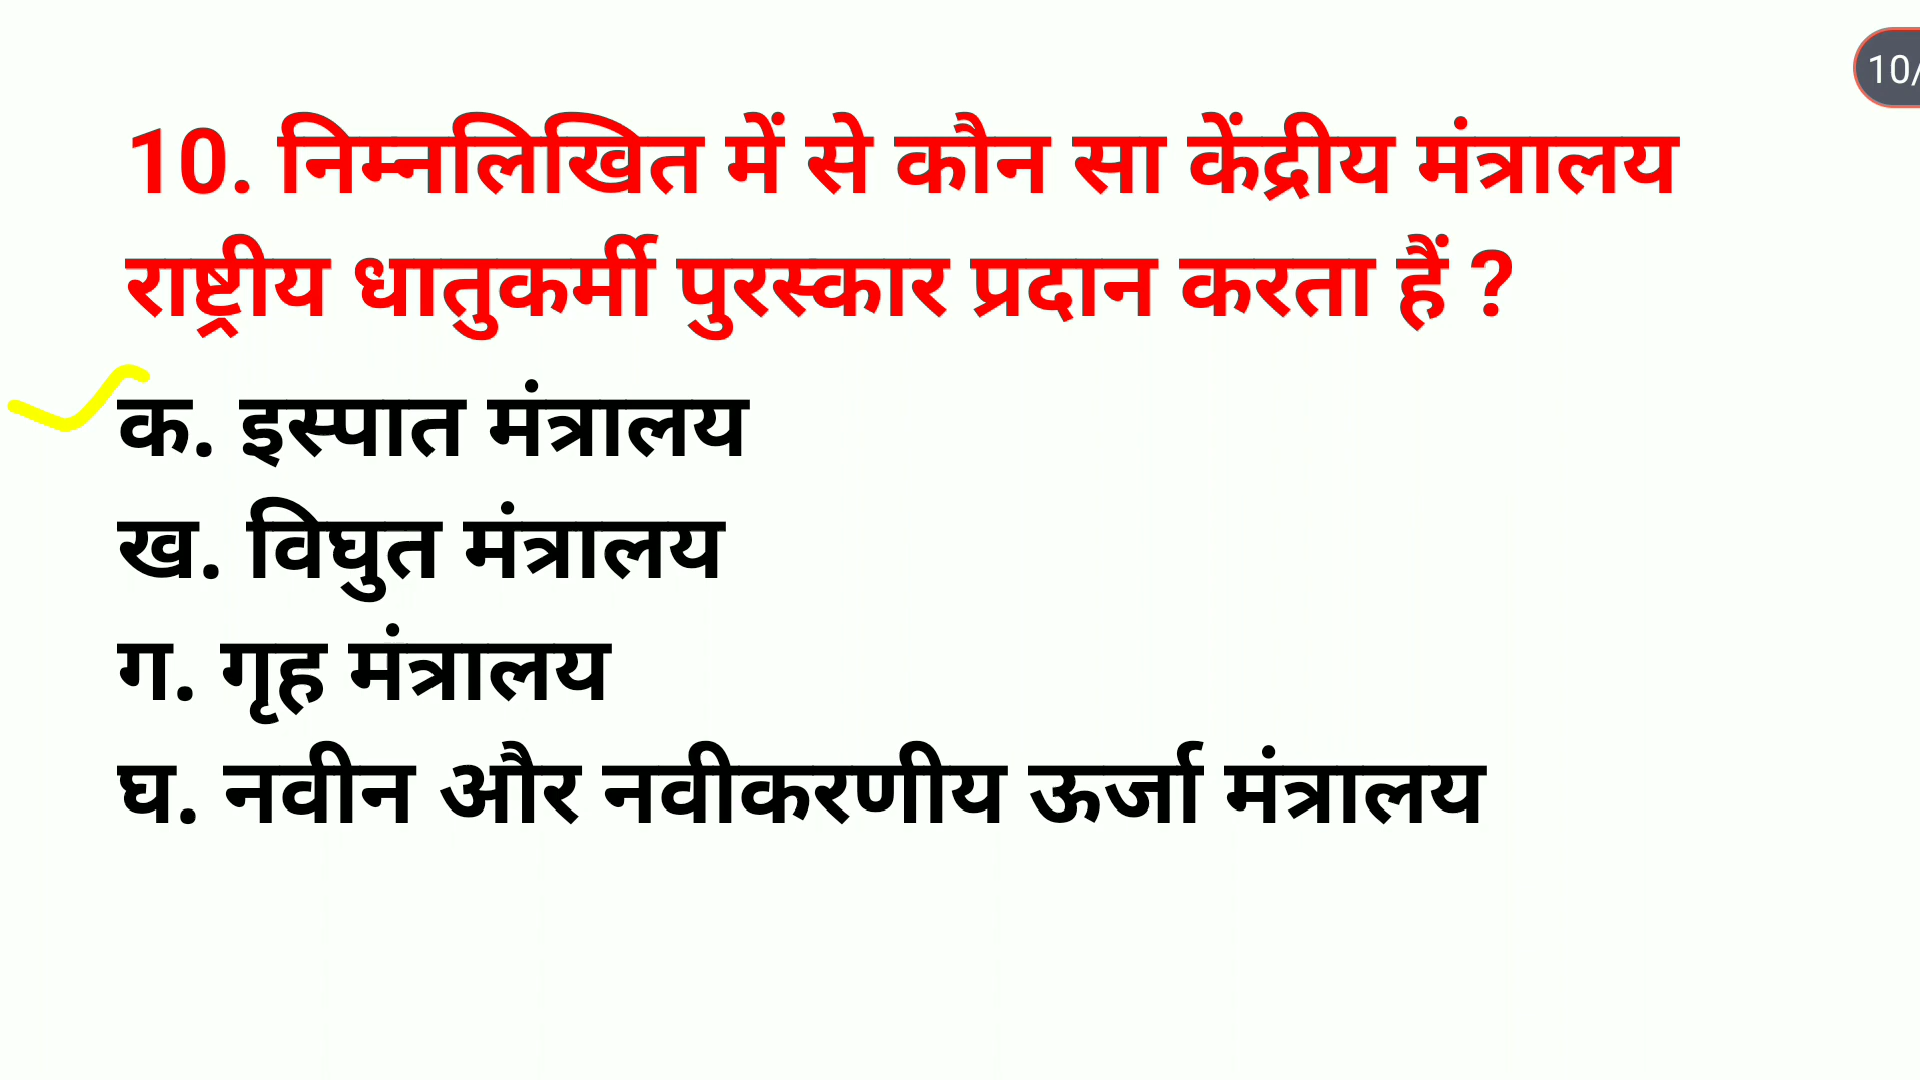 10/
10. निम्नलिखित में से कौन सा केंद्रीय मंत्रालय
राष्ट्रीय धातुकर्मी पुरस्कार प्रदान करता हैं ?
क. इस्पात मंत्रालय
ख. विघुत मंत्रालय
ग. गृह मंत्रालय
घ. नवीन और नवीकरणीय ऊर्जा मंत्रालय